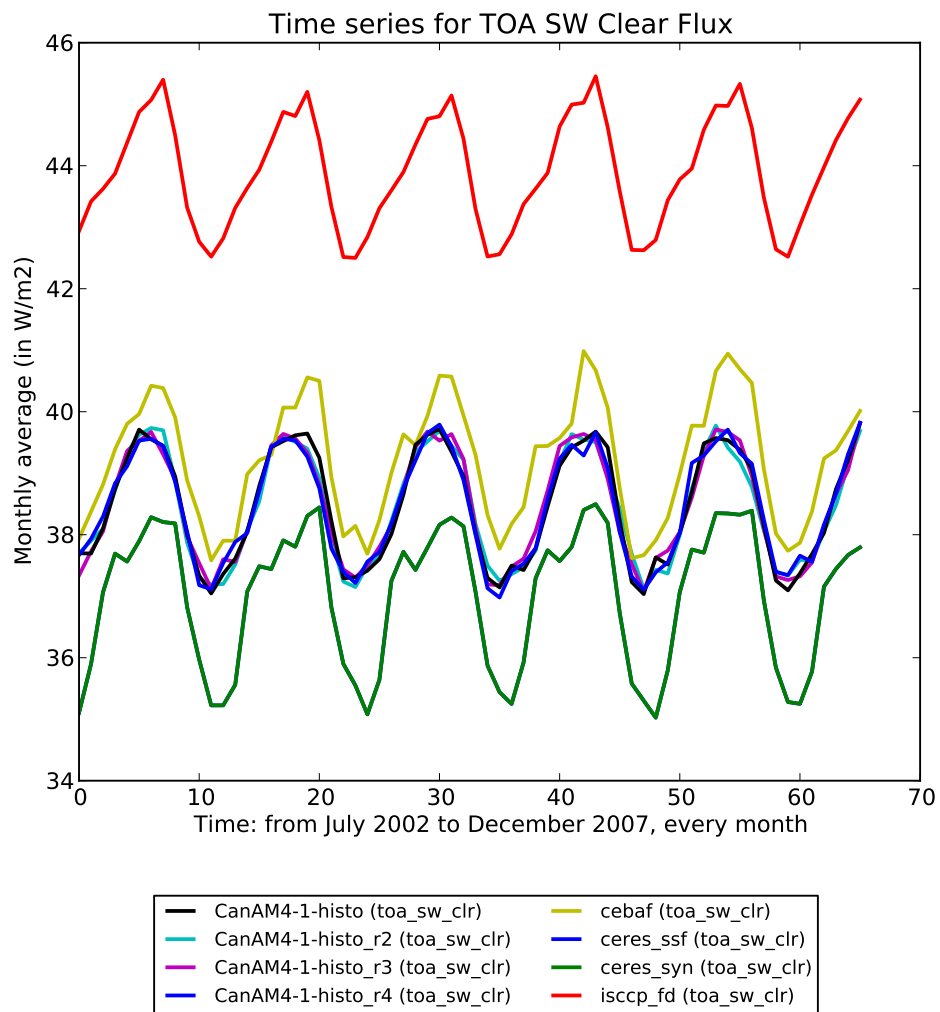 Time series for TOA SW Clear Flux
46
44
42
40
38
36
34
Monthly average (in W/m2)
0 10 20 30 40 50 60 70
Time: from July 2002 to December 2007, every month
CanAM4-1-histo (toa_sw_clr)
CanAM4-1-histo_r2 (toa_sw_clr)
CanAM4-1-histo_r3 (toa_sw_clr)
CanAM4-1-histo_r4 (toa_sw_clr)
cebaf (toa_sw_clr)
ceres_ssf (toa_sw_clr)
ceres_syn (toa_sw_clr)
isccp_fd (toa_sw_clr)